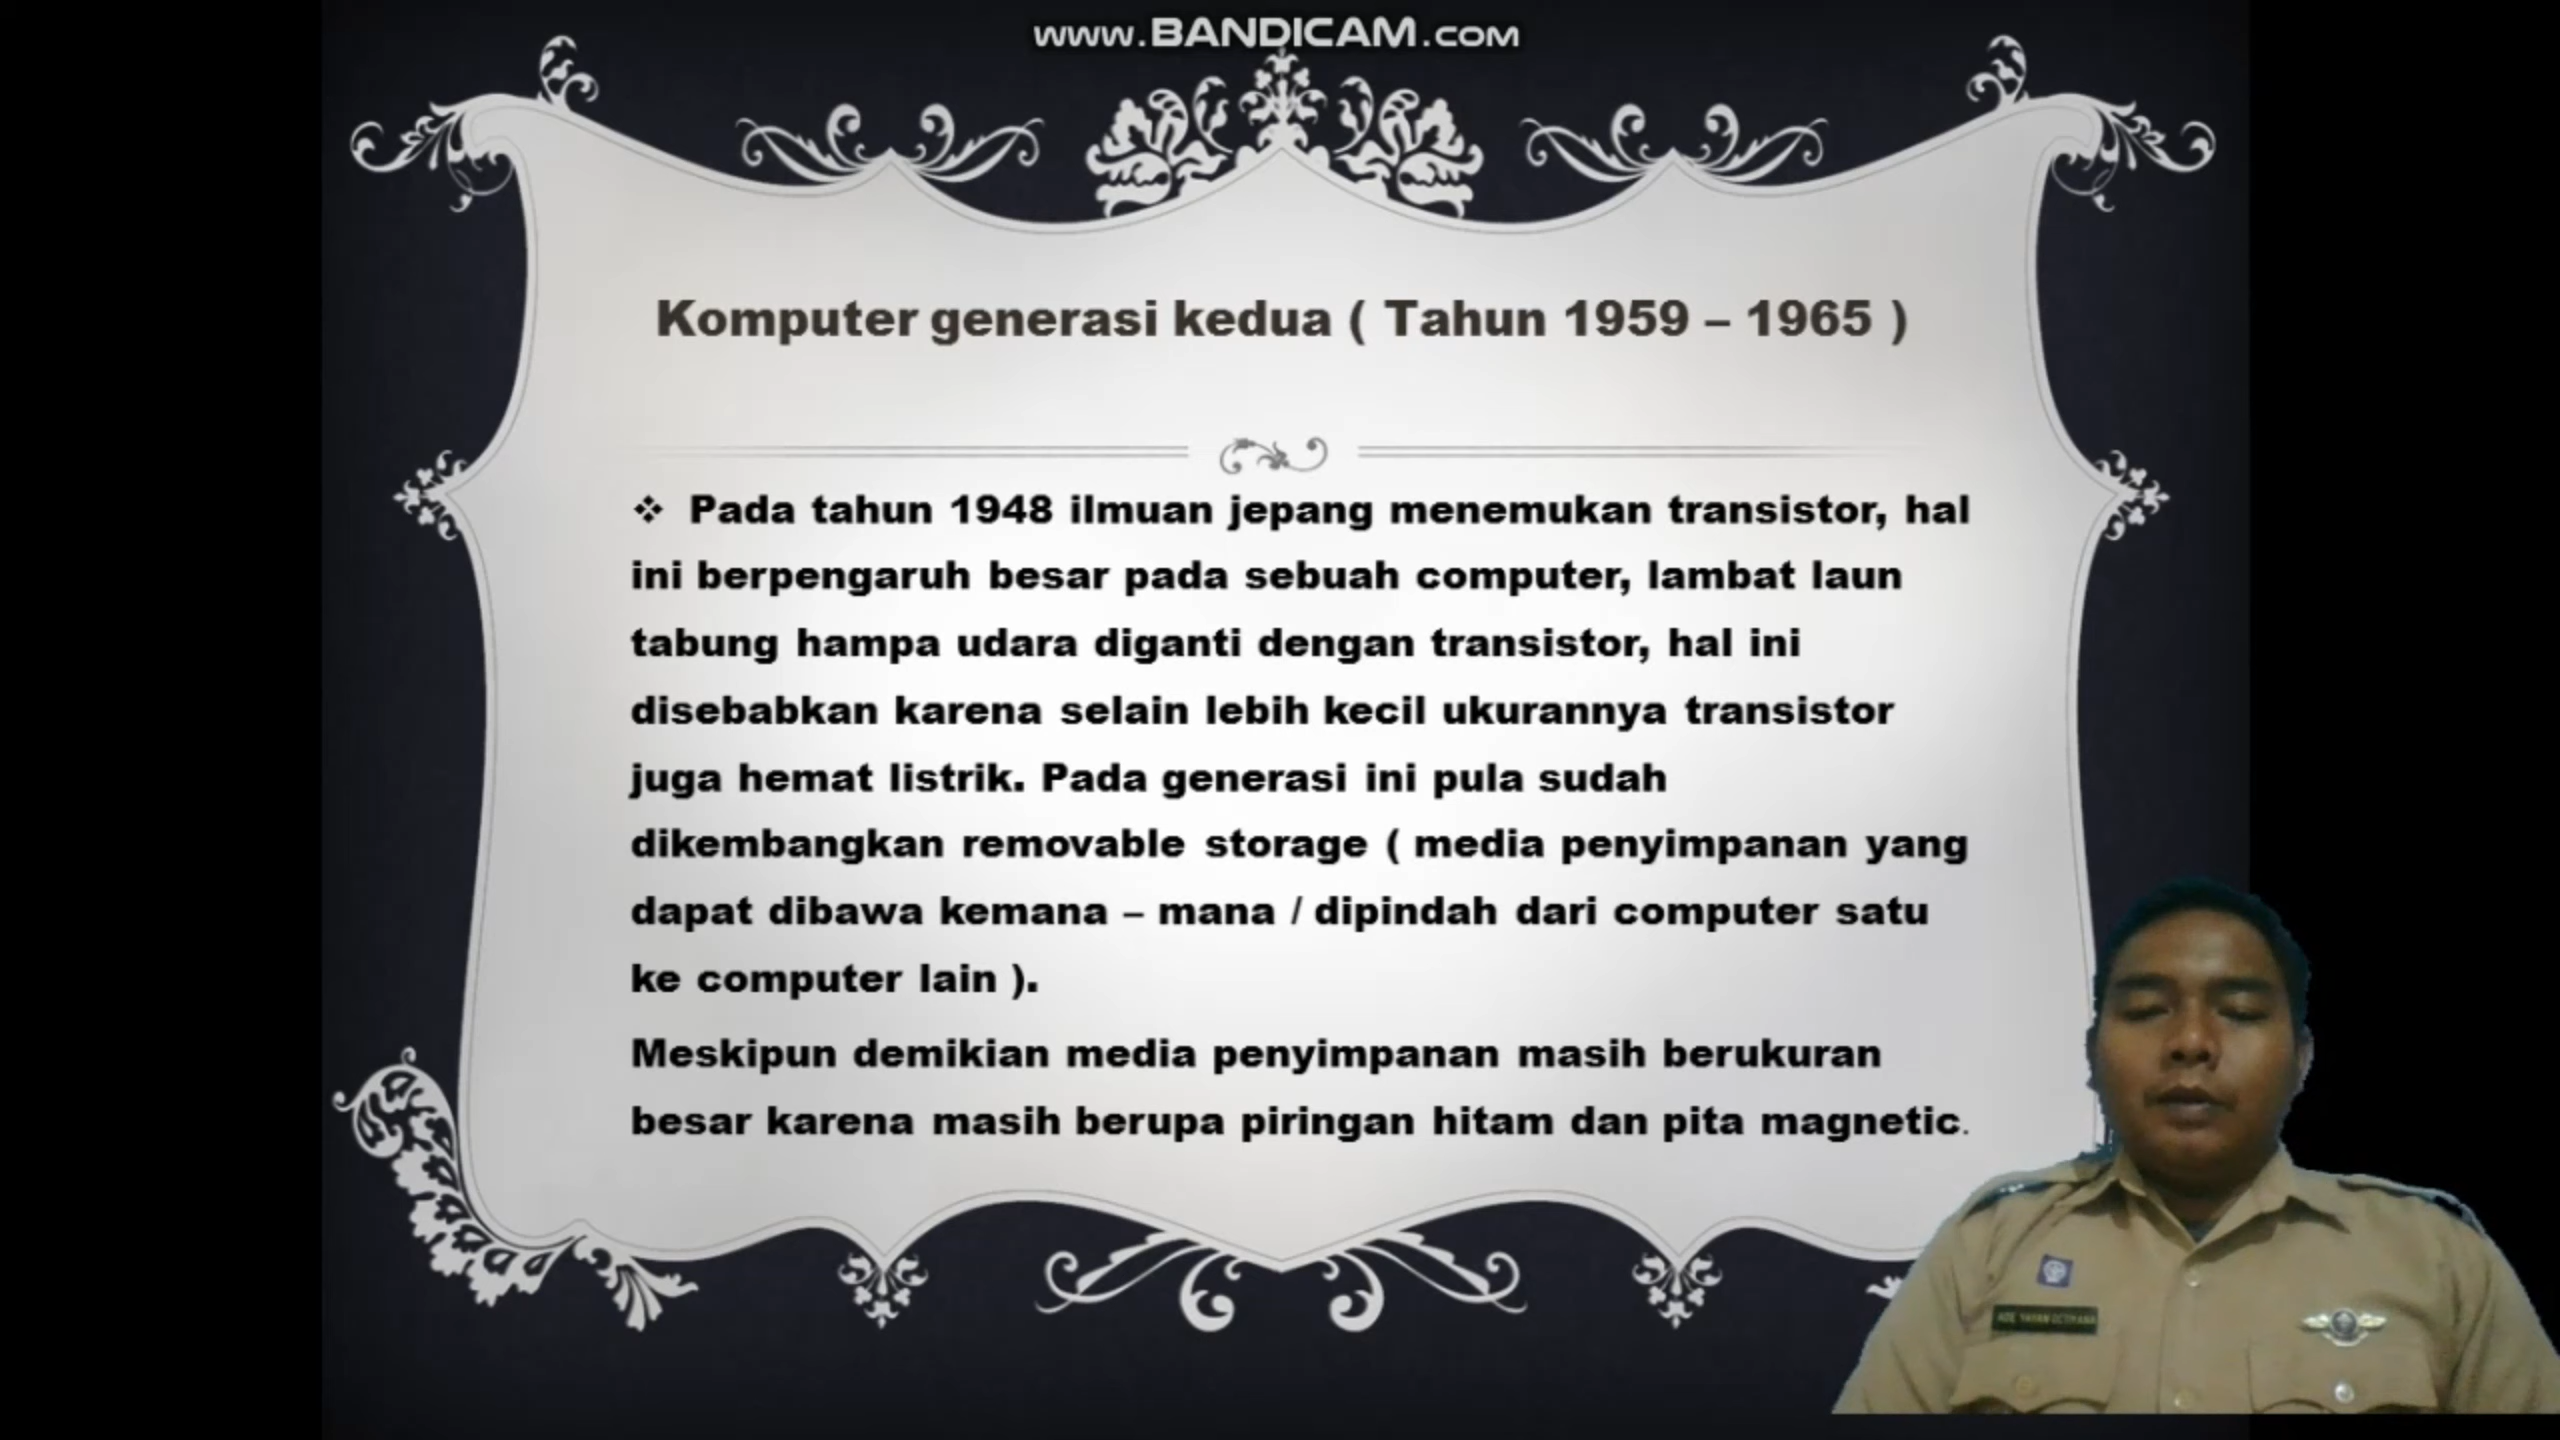 www.BANDICAM.com
Komputer generasi kedua ( Tahun 1959 – 1965 )
❖ Pada tahun 1948 ilmuan jepang menemukan transistor, hal
ini berpengaruh besar pada sebuah computer, lambat laun
tabung hampa udara diganti dengan transistor, hal ini
disebabkan karena selain lebih kecil ukurannya transistor
juga hemat listrik. Pada generasi ini pula sudah
dikembangkan removable storage ( media penyimpanan yang
dapat dibawa kemana – mana / dipindah dari computer satu
ke computer lain ).
Meskipun demikian media penyimpanan masih berukuran
besar karena masih berupa piringan hitam dan pita magnetic.
ADE